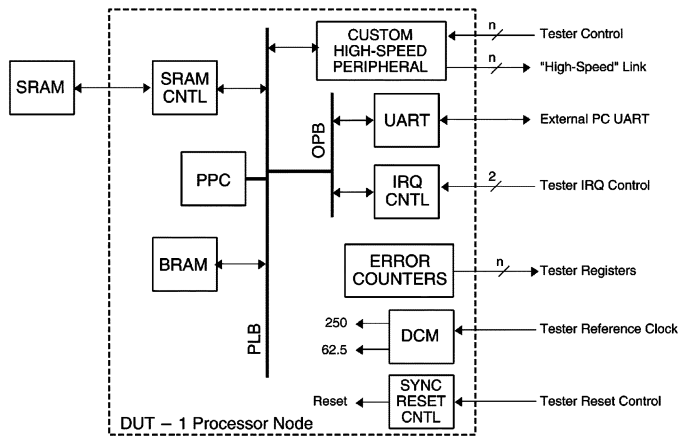 CUSTOM
HIGH-SPEED
PERIPHERAL
n
Tester Control
n
"High-Speed" Link
SRAM
SRAM
CNTL
OPB
UART
External PC UART
PPC
IRQ
CNTL
2
Tester IRQ Control
BRAM
ERROR
COUNTERS
n
Tester Registers
PLB
250
62.5
DCM
Tester Reference Clock
Reset
SYNC
RESET
CNTL
Tester Reset Control
DUT – 1 Processor Node